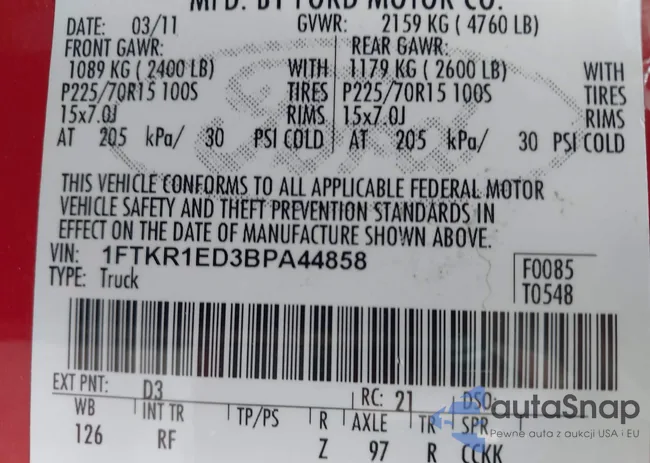 MFD. BY FORD MOTOR CO.
DATE: 03/11 GVWR: 2159 KG ( 4760 LB)
FRONT GAWR: REAR GAWR:
1089 KG ( 2400 LB) WITH 1179 KG ( 2600 LB) WITH
P225/70R15 100S TIRES P225/70R15 100S TIRES
15x7.0J RIMS 15x7.0J RIMS
AT 205 kPa/ 30 PSI COLD AT 205 kPa/ 30 PSI COLD
Ford
THIS VEHICLE CONFORMS TO ALL APPLICABLE FEDERAL MOTOR
VEHICLE SAFETY AND THEFT PREVENTION STANDARDS IN
EFFECT ON THE DATE OF MANUFACTURE SHOWN ABOVE.
VIN: 1FTKR1ED3BPA44858 F0085
TYPE: Truck T0548
EXT PNT: D3 RC: 21 DSO:
WB INT TR TP/PS R AXLE TR SPR
126 RF Z 97 R CCKK
autaSnap
Pewne auta z aukcji USA i EU